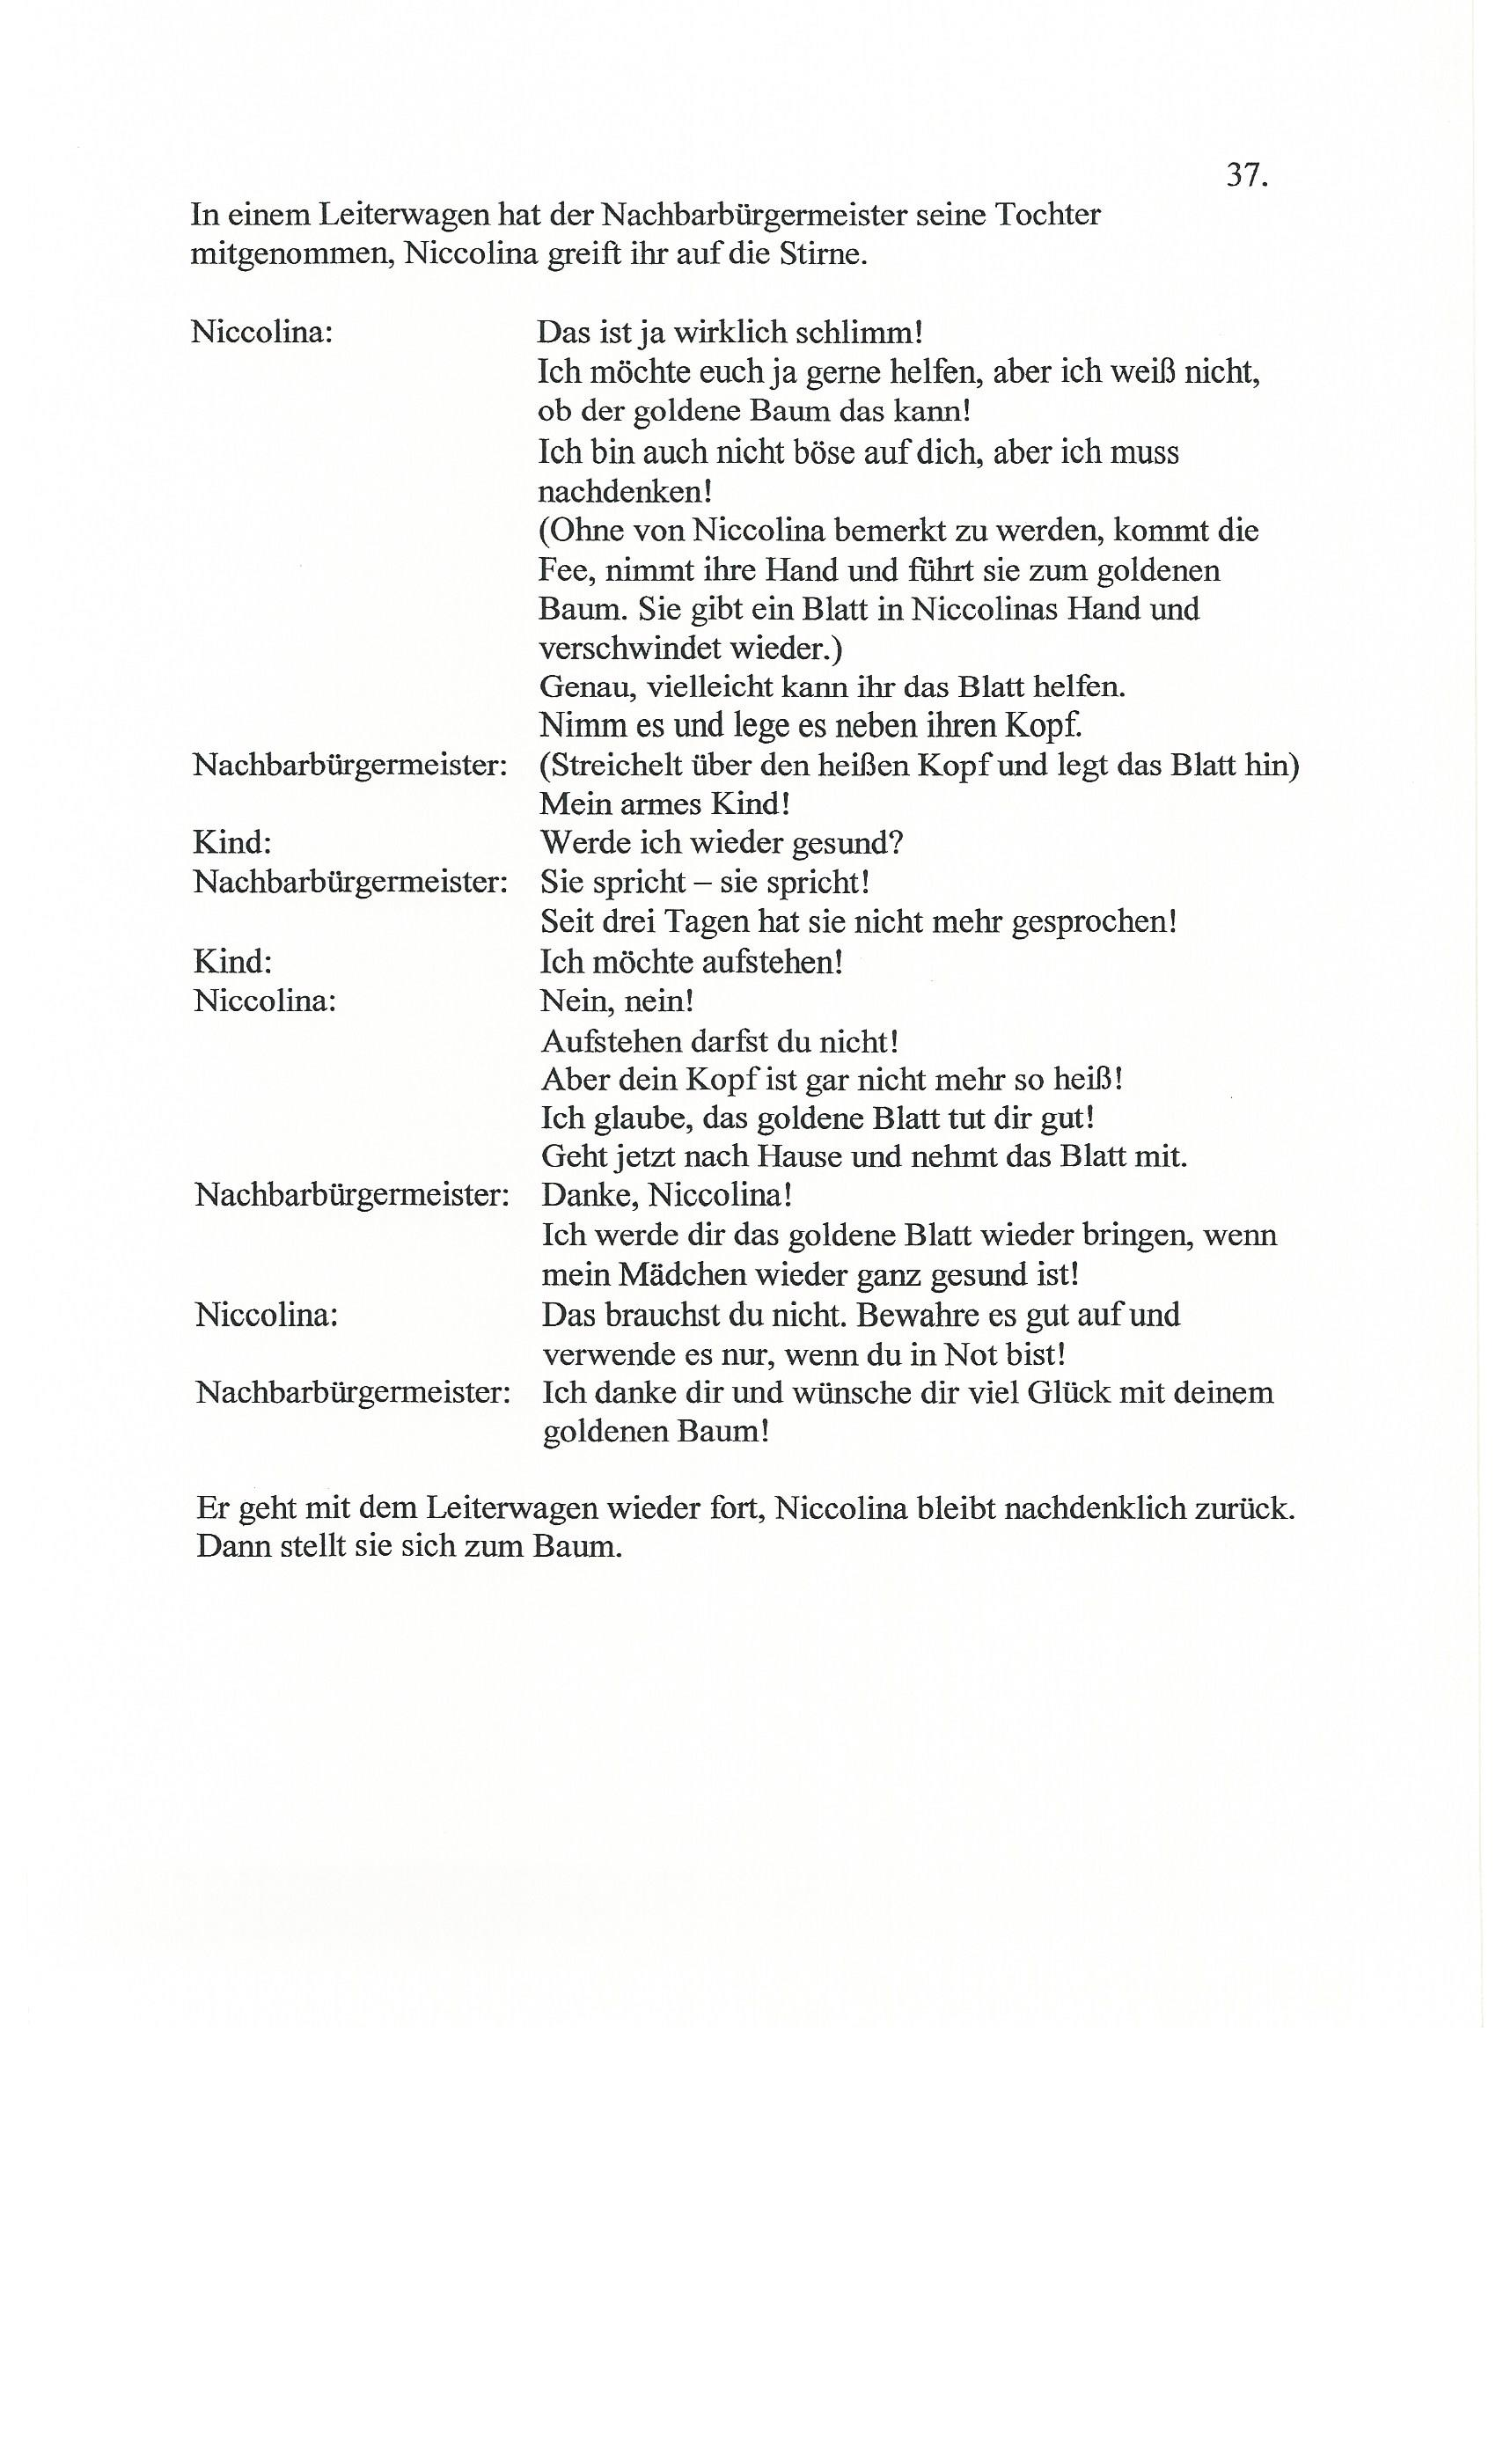 37.
In einem Leiterwagen hat der Nachbarbürgermeister seine Tochter
mitgenommen, Niccolina greift ihr auf die Stirne.
Niccolina: Das ist ja wirklich schlimm!
Ich möchte euch ja gerne helfen, aber ich weiß nicht,
ob der goldene Baum das kann!
Ich bin auch nicht böse auf dich, aber ich muss
nachdenken!
(Ohne von Niccolina bemerkt zu werden, kommt die
Fee, nimmt ihre Hand und führt sie zum goldenen
Baum. Sie gibt ein Blatt in Niccolinas Hand und
verschwindet wieder.)
Genau, vielleicht kann ihr das Blatt helfen.
Nimm es und lege es neben ihren Kopf.
Nachbarbürgermeister: (Streichelt über den heißen Kopf und legt das Blatt hin)
Mein armes Kind!
Kind: Werde ich wieder gesund?
Nachbarbürgermeister: Sie spricht – sie spricht!
Seit drei Tagen hat sie nicht mehr gesprochen!
Kind: Ich möchte aufstehen!
Niccolina: Nein, nein!
Aufstehen darfst du nicht!
Aber dein Kopf ist gar nicht mehr so heiß!
Ich glaube, das goldene Blatt tut dir gut!
Geht jetzt nach Hause und nehmt das Blatt mit.
Nachbarbürgermeister: Danke, Niccolina!
Ich werde dir das goldene Blatt wieder bringen, wenn
mein Mädchen wieder ganz gesund ist!
Niccolina: Das brauchst du nicht. Bewahre es gut auf und
verwende es nur, wenn du in Not bist!
Nachbarbürgermeister: Ich danke dir und wünsche dir viel Glück mit deinem
goldenen Baum!
Er geht mit dem Leiterwagen wieder fort, Niccolina bleibt nachdenklich zurück.
Dann stellt sie sich zum Baum.